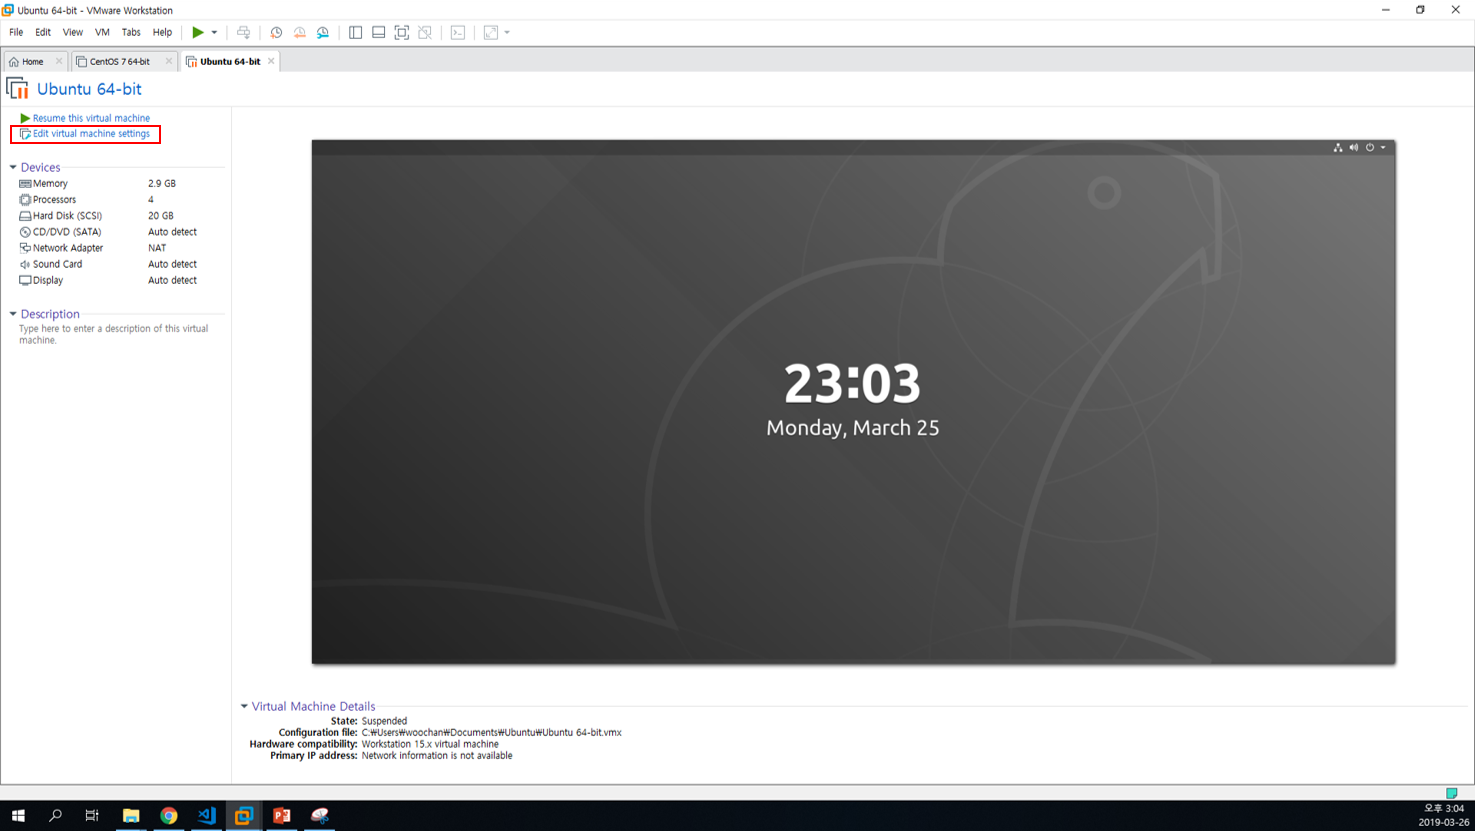 Ubuntu 64-bit - VMware Workstation
File Edit View VM Tabs Help
Home CentOS 7 64-bit Ubuntu 64-bit
Ubuntu 64-bit
Resume this virtual machine
Edit virtual machine settings
Devices
Memory 2.9 GB
Processors 4
Hard Disk (SCSI) 20 GB
CD/DVD (SATA) Auto detect
Network Adapter NAT
Sound Card Auto detect
Display Auto detect
Description
Type here to enter a description of this virtual
machine.
23:03
Monday, March 25
Virtual Machine Details
State: Suspended
Configuration file: C:₩Users₩woochan₩Documents₩Ubuntu₩Ubuntu 64-bit.vmx
Hardware compatibility: Workstation 15.x virtual machine
Primary IP address: Network information is not available
오후 3:04
2019-03-26